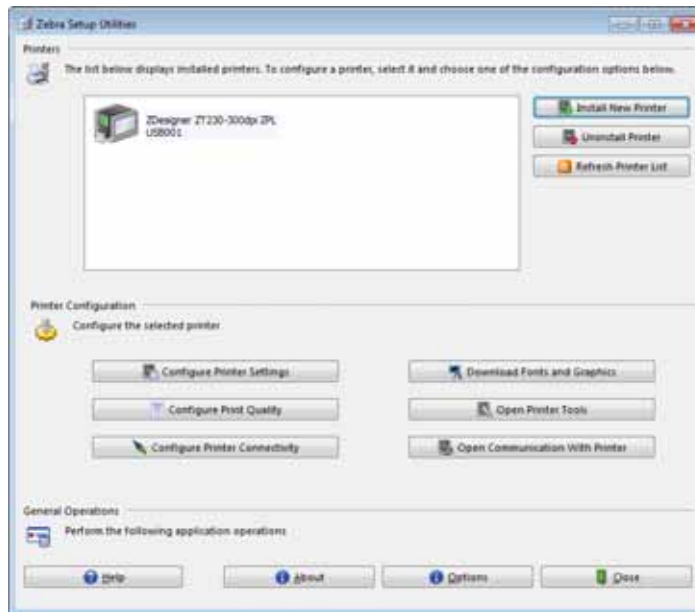 Zebra Setup Utilities
Printers
The list below displays installed printers. To configure a printer, select it and choose one of the configuration options below.
ZDesigner ZT230-300dpi ZPL
USB001
Install New Printer
Uninstall Printer
Refresh Printer List
Printer Configuration
Configure the selected printer
Configure Printer Settings
Download Fonts and Graphics
Configure Print Quality
Open Printer Tools
Configure Printer Connectivity
Open Communication With Printer
General Operations
Perform the following application operations
Help
About
Options
Close